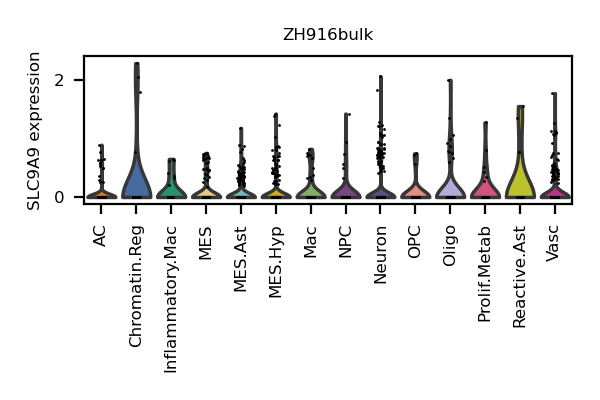 ZH916bulk
SLC9A9 expression
2
0
AC
Chromatin.Reg
Inflammatory.Mac
MES
MES.Ast
MES.Hyp
Mac
NPC
Neuron
OPC
Oligo
Prolif.Metab
Reactive.Ast
Vasc